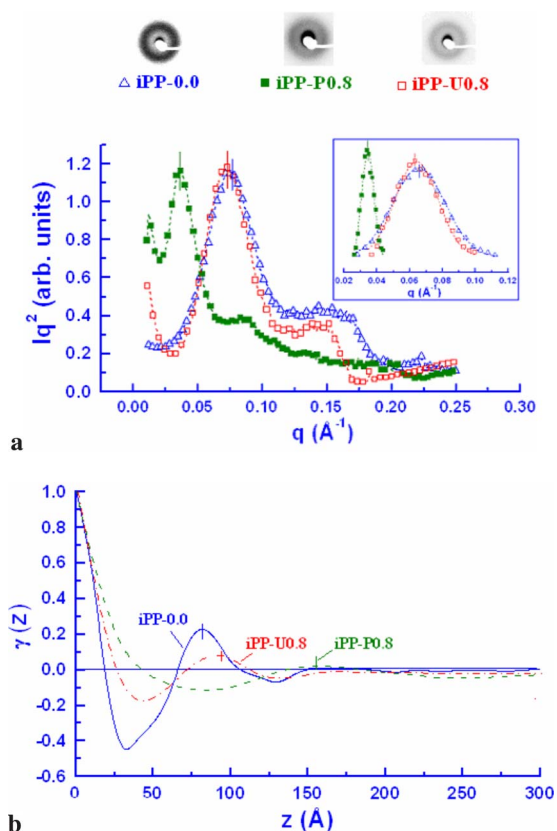 △ iPP-0.0 ■ iPP-P0.8 □ iPP-U0.8
Iq² (arb. units)
1.2
1.0
0.8
0.6
0.4
0.2
0.0
0.00 0.05 0.10 0.15 0.20 0.25 0.30
q (Å⁻¹)
0.02 0.04 0.06 0.08 0.10 0.12
q (Å⁻¹)
a
γ (z)
1.0
0.8
0.6
0.4
0.2
0.0
-0.2
-0.4
-0.6
iPP-0.0
iPP-U0.8
iPP-P0.8
0 50 100 150 200 250 300
z (Å)
b